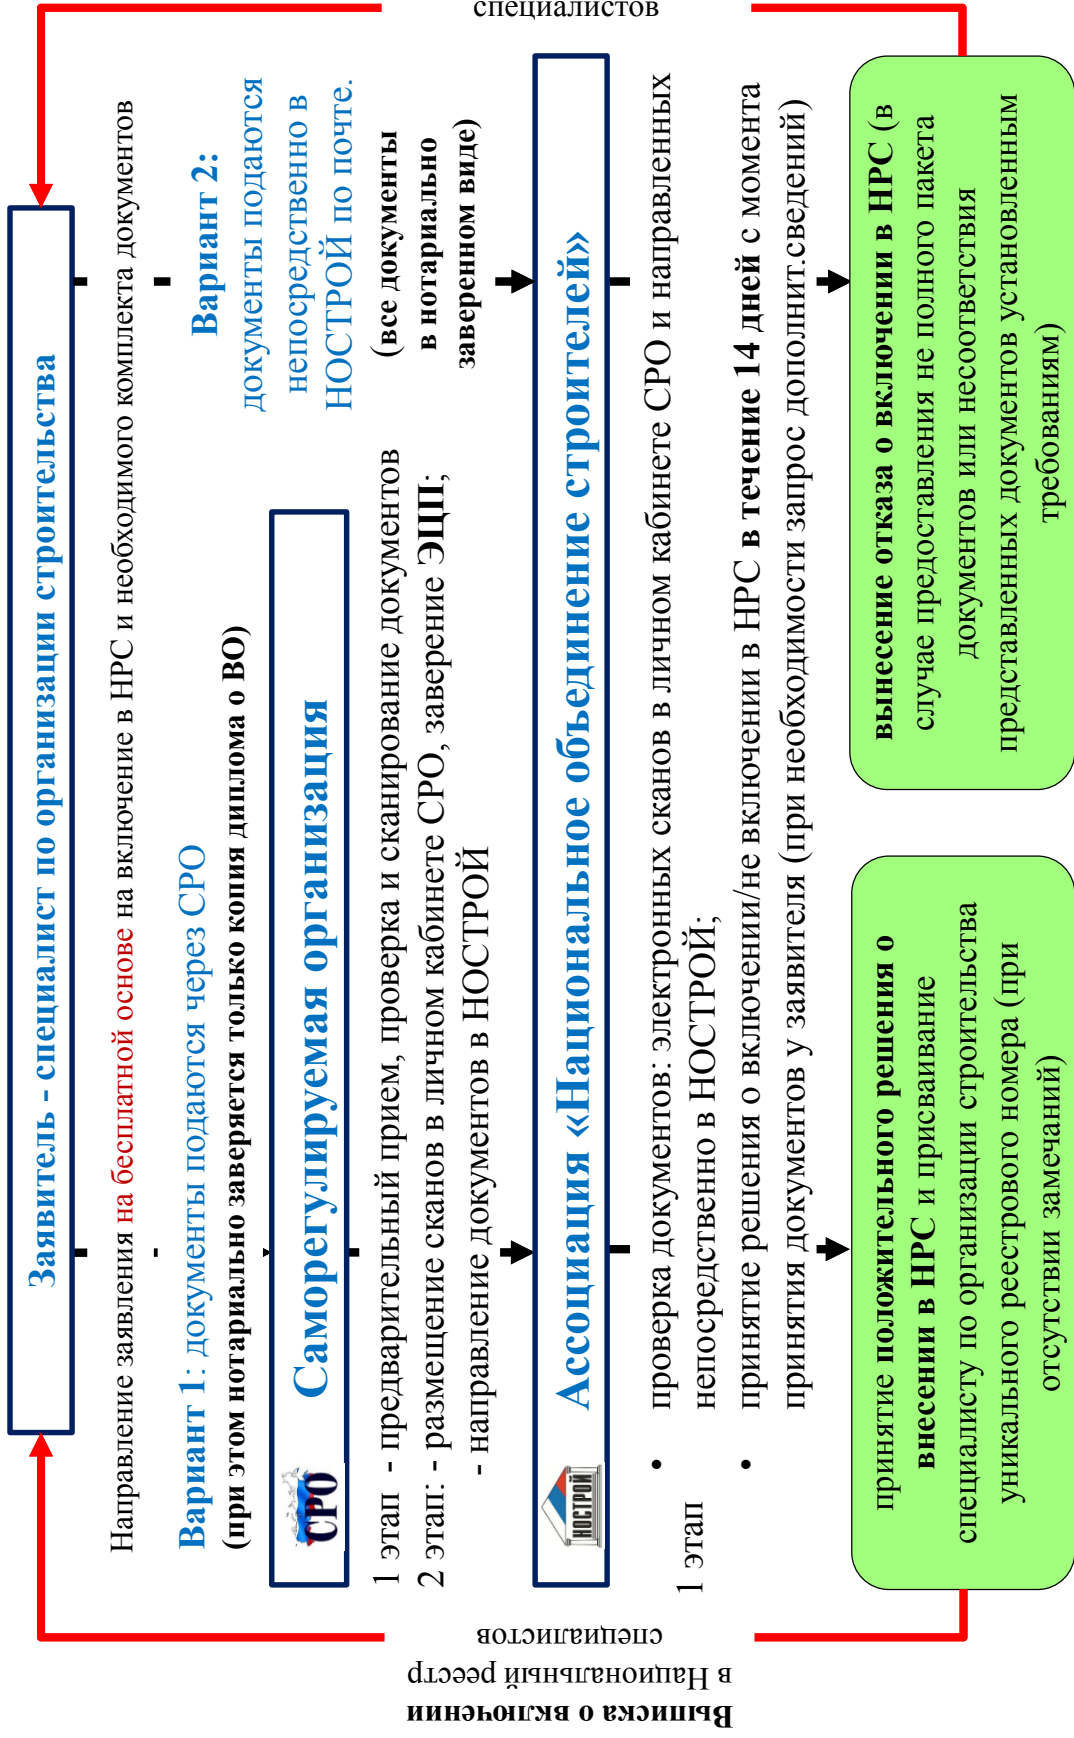 Заявитель - специалист по организации строительства
Направление заявления на бесплатной основе на включение в НРС и необходимого комплекта документов
Вариант 1: документы подаются через СРО
(при этом нотариально заверяется только копия диплома о ВО)
Вариант 2:
документы подаются
непосредственно в
НОСТРОЙ по почте.
(все документы
в нотариально
заверенном виде)
СРО
Саморегулируемая организация
1 этап - предварительный прием, проверка и сканирование документов
2 этап: - размещение сканов в личном кабинете СРО, заверение ЭЦП;
- направление документов в НОСТРОЙ
НОСТРОЙ
Ассоциация «Национальное объединение строителей»
1 этап
• проверка документов: электронных сканов в личном кабинете СРО и направленных
непосредственно в НОСТРОЙ;
• принятие решения о включении/не включении в НРС в течение 14 дней с момента
принятия документов у заявителя (при необходимости запрос дополнит.сведений)
принятие положительного решения о
внесении в НРС и присваивание
специалисту по организации строительства
уникального реестрового номера (при
отсутствии замечаний)
вынесение отказа о включении в НРС (в
случае предоставления не полного пакета
документов или несоответствия
представленных документов установленным
требованиям)
Выписка о включении
в Национальный реестр
специалистов
специалистов